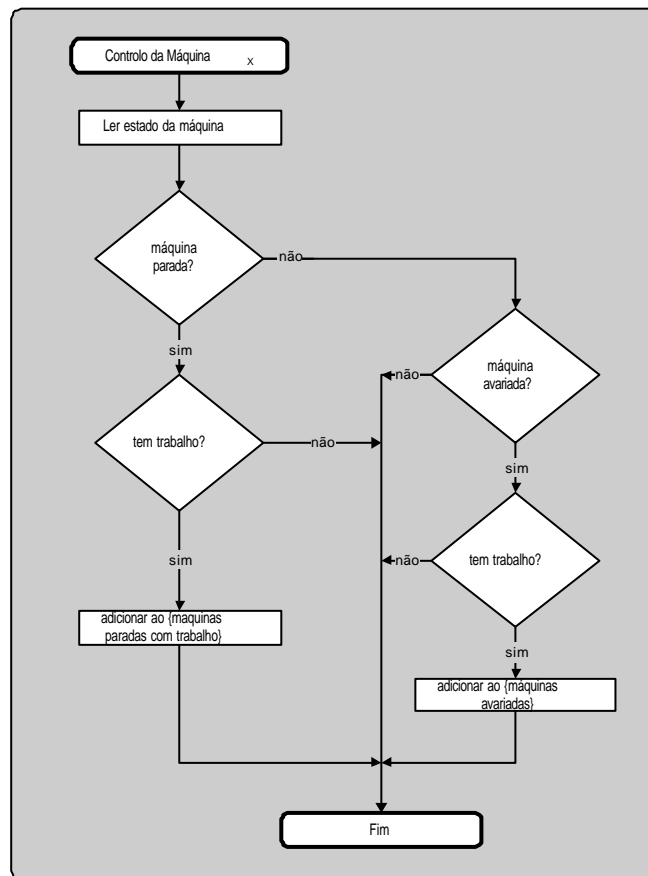 Controlo da Máquina x
Ler estado da máquina
máquina
parada?
não
sim
máquina
avariada?
não
tem trabalho?
não
sim
tem trabalho?
não
sim
adicionar ao {maquinas
paradas com trabalho}
sim
adicionar ao {máquinas
avariadas}
Fim